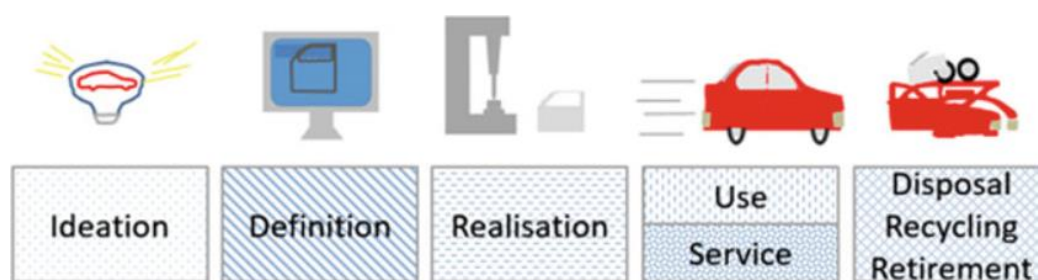 Ideation
Definition
Realisation
Use
Service
Disposal
Recycling
Retirement